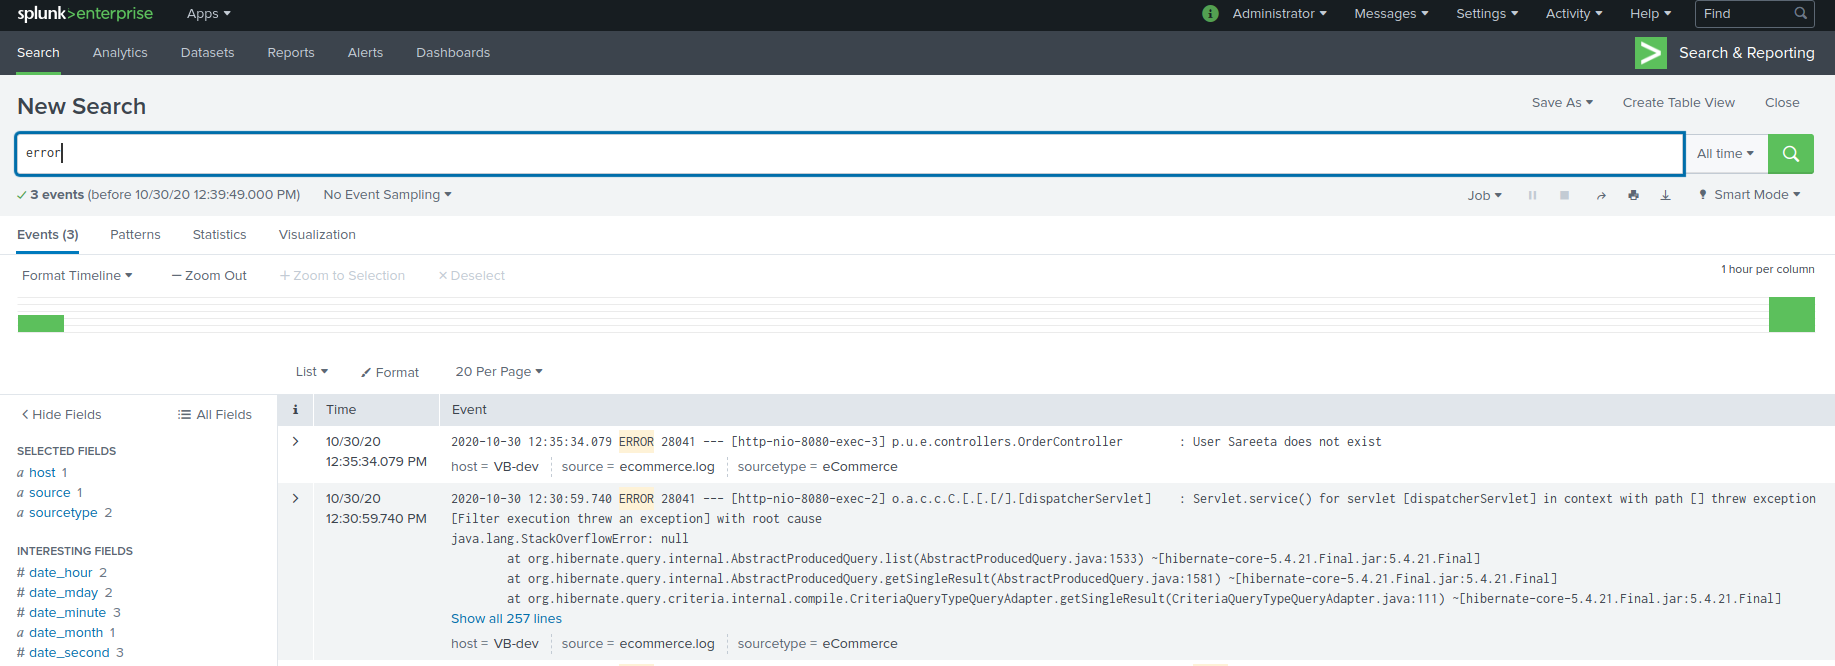 splunk>enterprise Apps Administrator Messages Settings Activity Help Find
Search Analytics Datasets Reports Alerts Dashboards Search & Reporting
New Search Save As Create Table View Close
error All time
3 events (before 10/30/20 12:39:49.000 PM) No Event Sampling Job Smart Mode
Events (3) Patterns Statistics Visualization
Format Timeline — Zoom Out + Zoom to Selection × Deselect 1 hour per column
List Format 20 Per Page
< Hide Fields All Fields i Time Event
SELECTED FIELDS
a host 1
a source 1
a sourcetype 2
INTERESTING FIELDS
# date_hour 2
# date_mday 2
# date_minute 3
a date_month 1
# date_second 3
> 10/30/20 2020-10-30 12:35:34.079 ERROR 28041 --- [http-nio-8080-exec-3] p.u.e.controllers.OrderController : User Sareeta does not exist
12:35:34.079 PM host = VB-dev source = ecommerce.log sourcetype = eCommerce
> 10/30/20 2020-10-30 12:30:59.740 ERROR 28041 --- [http-nio-8080-exec-2] o.a.c.c.C.[.[.[/].[dispatcherServlet] : Servlet.service() for servlet [dispatcherServlet] in context with path [] threw exception
12:30:59.740 PM [Filter execution threw an exception] with root cause
java.lang.StackOverflowError: null
at org.hibernate.query.internal.AbstractProducedQuery.list(AbstractProducedQuery.java:1533) ~[hibernate-core-5.4.21.Final.jar:5.4.21.Final]
at org.hibernate.query.internal.AbstractProducedQuery.getSingleResult(AbstractProducedQuery.java:1581) ~[hibernate-core-5.4.21.Final.jar:5.4.21.Final]
at org.hibernate.query.criteria.internal.compile.CriteriaQueryTypeQueryAdapter.getSingleResult(CriteriaQueryTypeQueryAdapter.java:111) ~[hibernate-core-5.4.21.Final.jar:5.4.21.Final]
Show all 257 lines
host = VB-dev source = ecommerce.log sourcetype = eCommerce